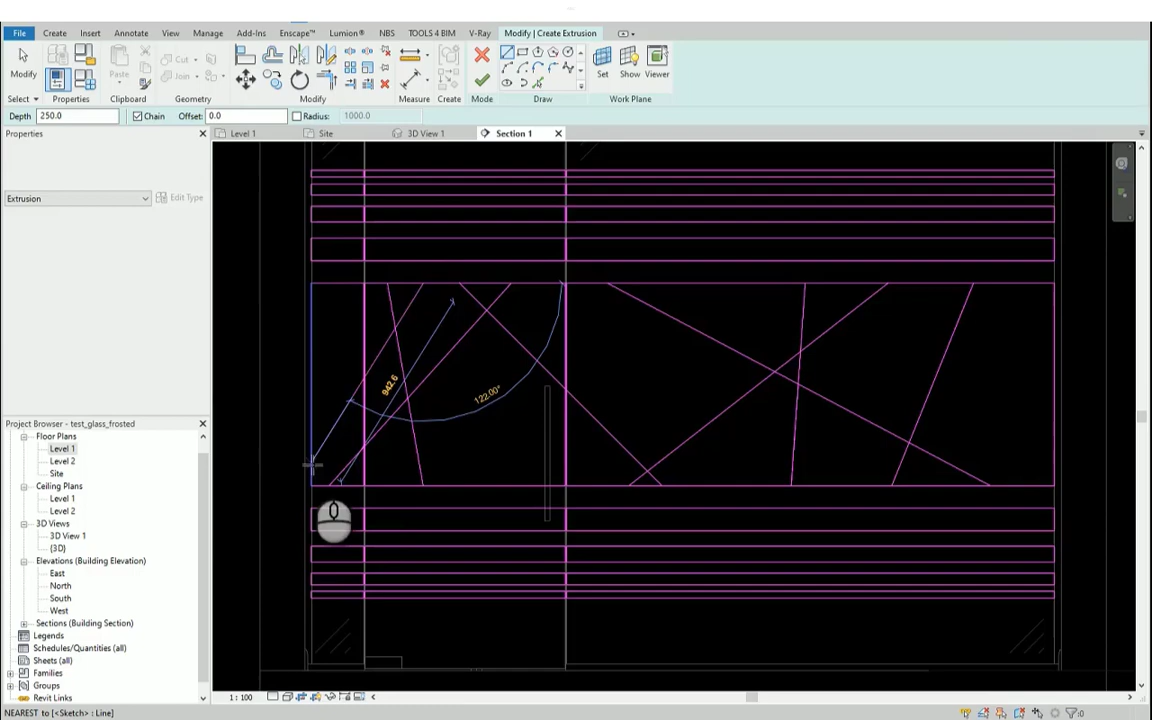 File Create Insert Annotate View Manage Add-Ins Enscape™ Lumion® NBS TOOLS 4 BIM V-Ray Modify | Create Extrusion
Modify Paste Cut Join Set Show Viewer
Select Properties Clipboard Geometry Modify Measure Create Mode Draw Work Plane
Depth 250.0 Chain Offset: 0.0 Radius: 1000.0
Properties Level 1 Site 3D View 1 Section 1
Extrusion Edit Type
942.6
122.00°
Project Browser - test_glass_frosted
Floor Plans
Level 1
Level 2
Site
Ceiling Plans
Level 1
Level 2
3D Views
3D View 1
{3D}
Elevations (Building Elevation)
East
North
South
West
Sections (Building Section)
Legends
Schedules/Quantities (all)
Sheets (all)
Families
Groups
Revit Links
1 : 100
NEAREST to [<Sketch> : Line]
:0